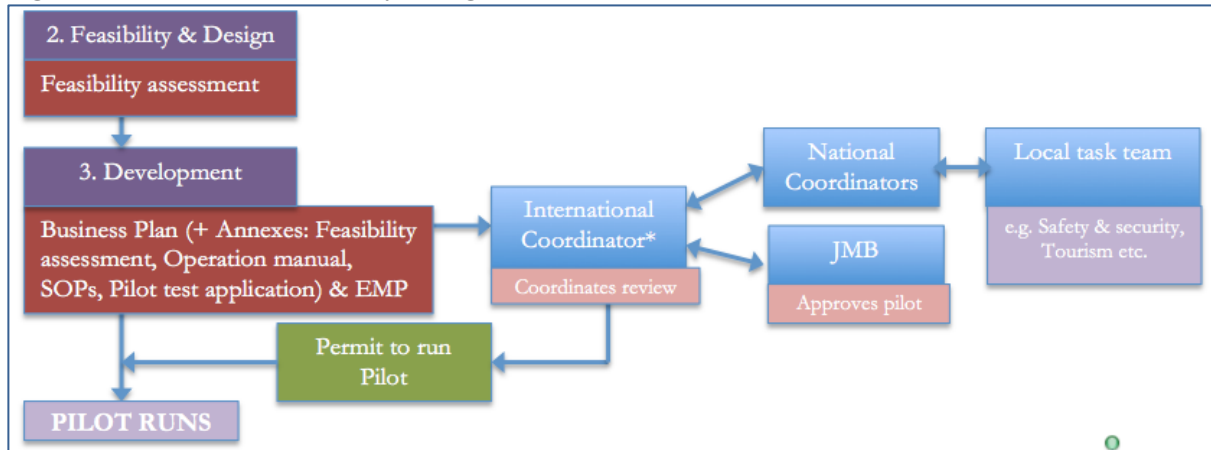 2. Feasibility & Design
Feasibility assessment
3. Development
Business Plan (+ Annexes: Feasibility
assessment, Operation manual,
SOPs, Pilot test application) & EMP
International
Coordinator*
Coordinates review
National
Coordinators
Local task team
e.g. Safety & security,
Tourism etc.
JMB
Approves pilot
Permit to run
Pilot
PILOT RUNS